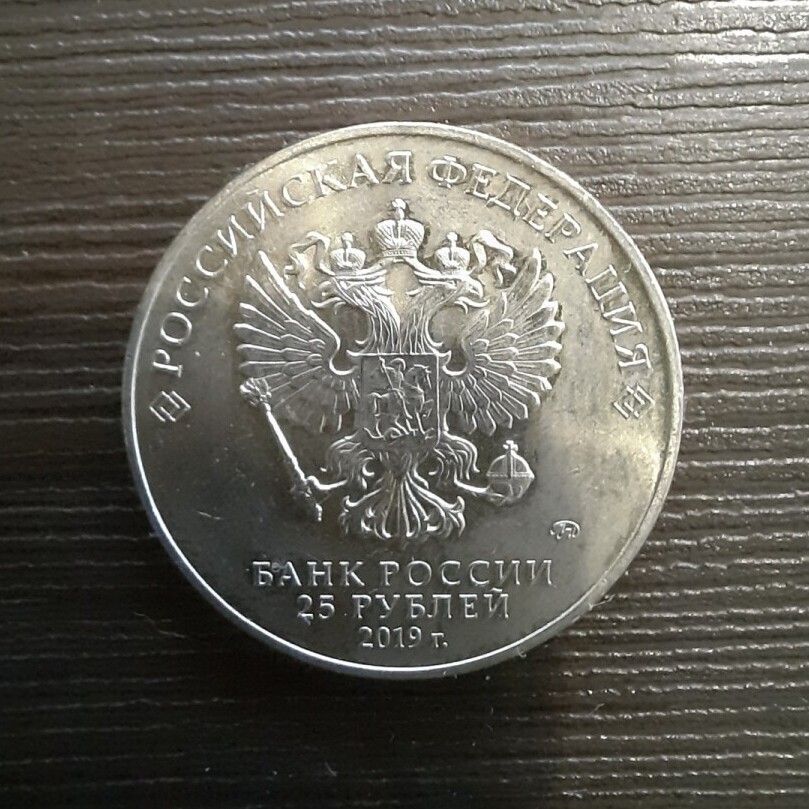 РОССИЙСКАЯ ФЕДЕРАЦИЯ
БАНК РОССИИ
25 РУБЛЕЙ
2019 г.